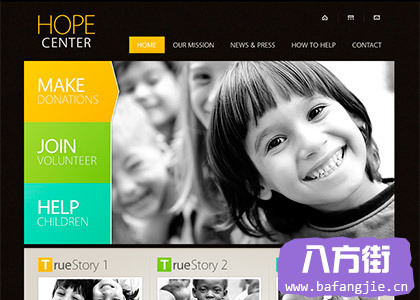 HOPE
CENTER
HOME OUR MISSION NEWS & PRESS HOW TO HELP CONTACT
MAKE
DONATIONS
JOIN
VOLUNTEER
HELP
CHILDREN
TrueStory 1
TrueStory 2
八方街
www.bafangjie.cn